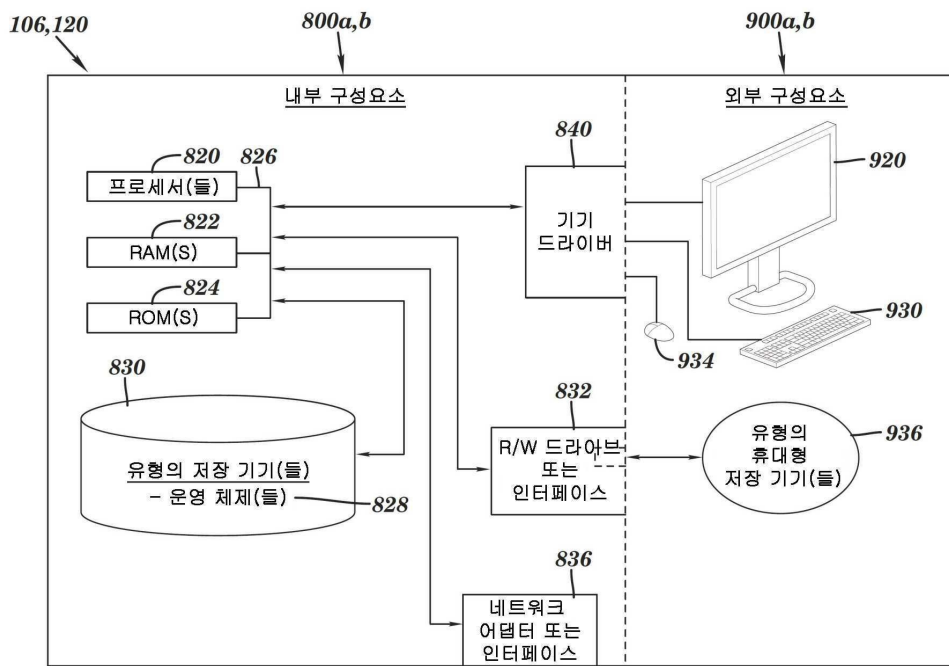 106,120
800a,b
900a,b
내부 구성요소
외부 구성요소
820
826
프로세서(들)
822
RAM(S)
824
ROM(S)
840
기기
드라이버
920
930
934
830
유형의 저장 기기(들)
- 운영 체제(들)
828
832
R/W 드라아브
또는
인터페이스
유형의
휴대형
저장 기기(들)
936
836
네트워크
어댑터 또는
인터페이스